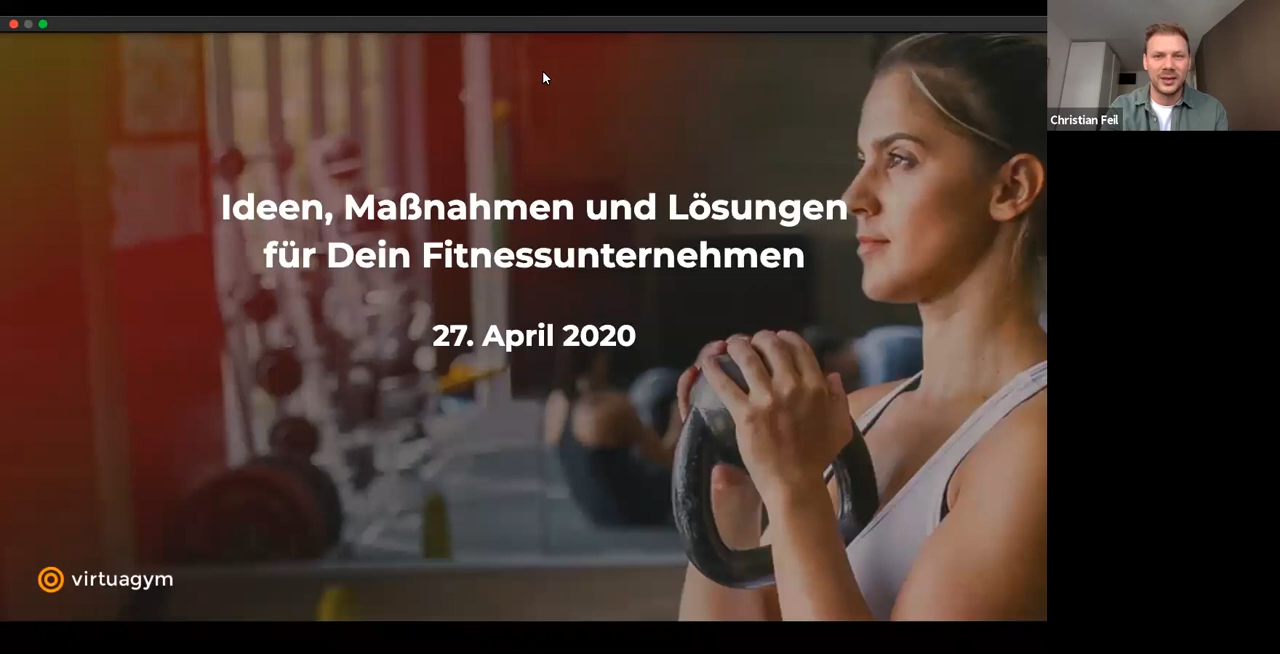 Ideen, Maßnahmen und Lösungen
für Dein Fitnessunternehmen
27. April 2020
virtuagym
Christian Feil